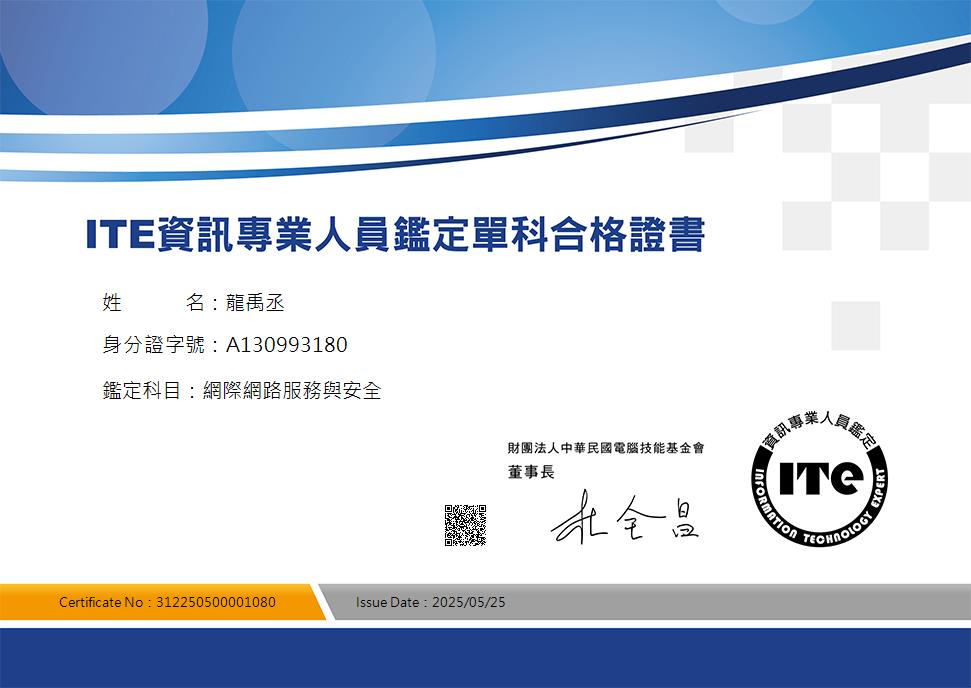 ITE資訊專業人員鑑定單科合格證書
姓 名：龍禹丞
身分證字號：A130993180
鑑定科目：網際網路服務與安全
財團法人中華民國電腦技能基金會
董事長
杜全昌
資訊專業人員鑑定
ITe
INFORMATION TECHNOLOGY EXPERT
Certificate No：312250500001080
Issue Date：2025/05/25